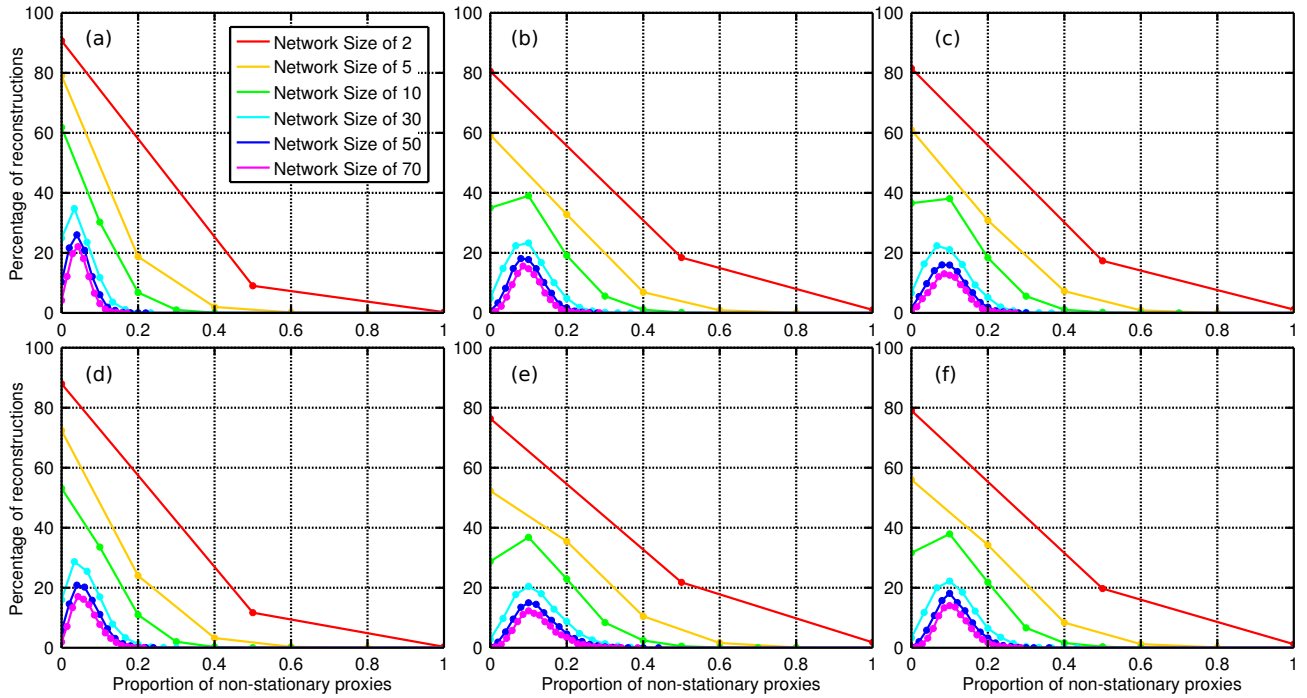 (a)
Network Size of 2
Network Size of 5
Network Size of 10
Network Size of 30
Network Size of 50
Network Size of 70
Percentage of reconstructions
100
80
60
40
20
0
0 0.2 0.4 0.6 0.8 1
(b)
100
80
60
40
20
0
0 0.2 0.4 0.6 0.8 1
(c)
100
80
60
40
20
0
0 0.2 0.4 0.6 0.8 1
(d)
Percentage of reconstructions
100
80
60
40
20
0
0 0.2 0.4 0.6 0.8 1
Proportion of non-stationary proxies
(e)
100
80
60
40
20
0
0 0.2 0.4 0.6 0.8 1
Proportion of non-stationary proxies
(f)
100
80
60
40
20
0
0 0.2 0.4 0.6 0.8 1
Proportion of non-stationary proxies